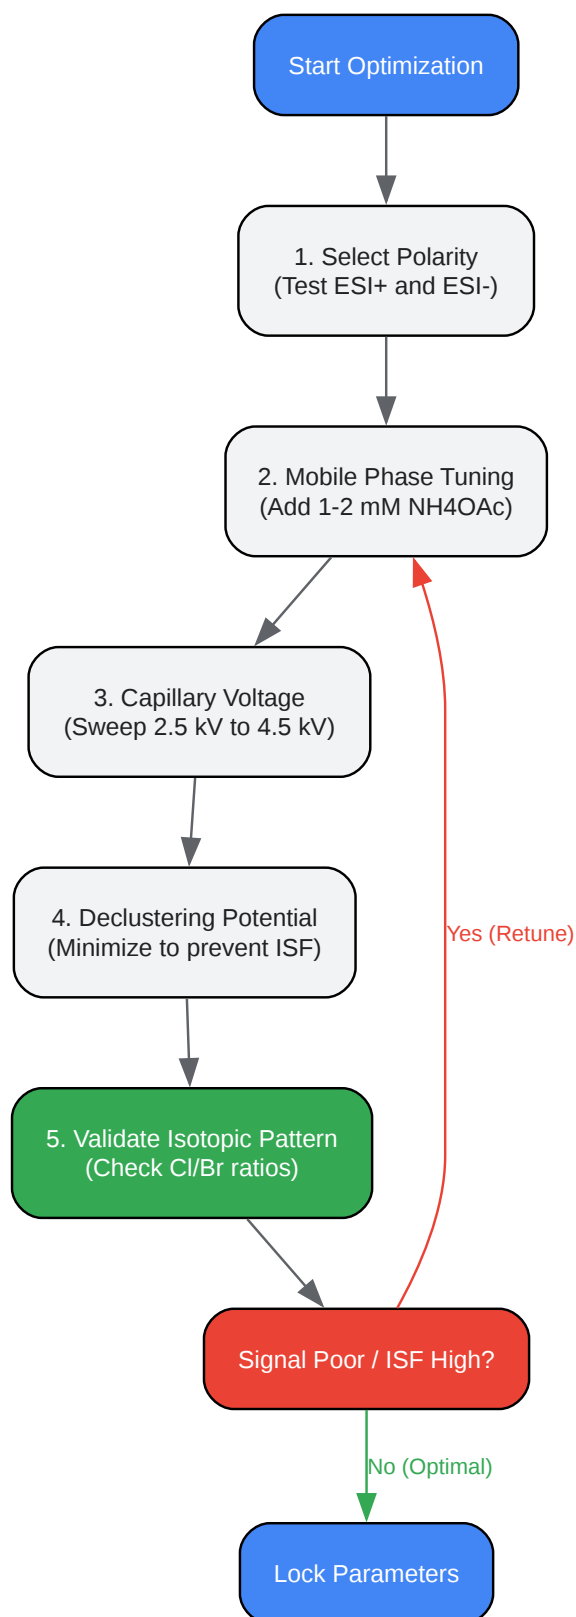 Start Optimization
1. Select Polarity
(Test ESI+ and ESI-)
2. Mobile Phase Tuning
(Add 1-2 mM NH4OAc)
3. Capillary Voltage
(Sweep 2.5 kV to 4.5 kV)
4. Declustering Potential
(Minimize to prevent ISF)
Yes (Retune)
5. Validate Isotopic Pattern
(Check Cl/Br ratios)
Signal Poor / ISF High?
No (Optimal)
Lock Parameters